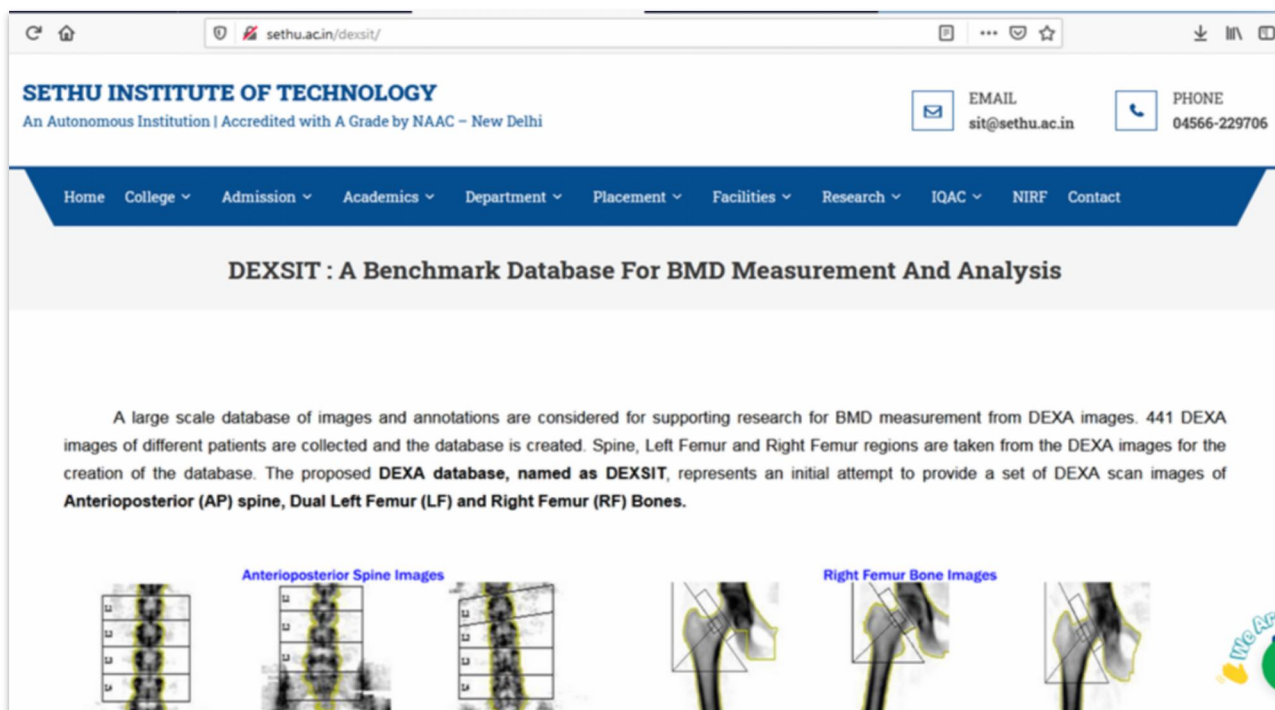 sethu.ac.in/dexsit/
SETHU INSTITUTE OF TECHNOLOGY
An Autonomous Institution | Accredited with A Grade by NAAC – New Delhi
EMAIL
sit@sethu.ac.in
PHONE
04566-229706
Home College Admission Academics Department Placement Facilities Research IQAC NIRF Contact
DEXSIT : A Benchmark Database For BMD Measurement And Analysis
A large scale database of images and annotations are considered for supporting research for BMD measurement from DEXA images. 441 DEXA
images of different patients are collected and the database is created. Spine, Left Femur and Right Femur regions are taken from the DEXA images for the
creation of the database. The proposed DEXA database, named as DEXSIT, represents an initial attempt to provide a set of DEXA scan images of
Anterioposterior (AP) spine, Dual Left Femur (LF) and Right Femur (RF) Bones.
Anterioposterior Spine Images
Right Femur Bone Images
We Ar